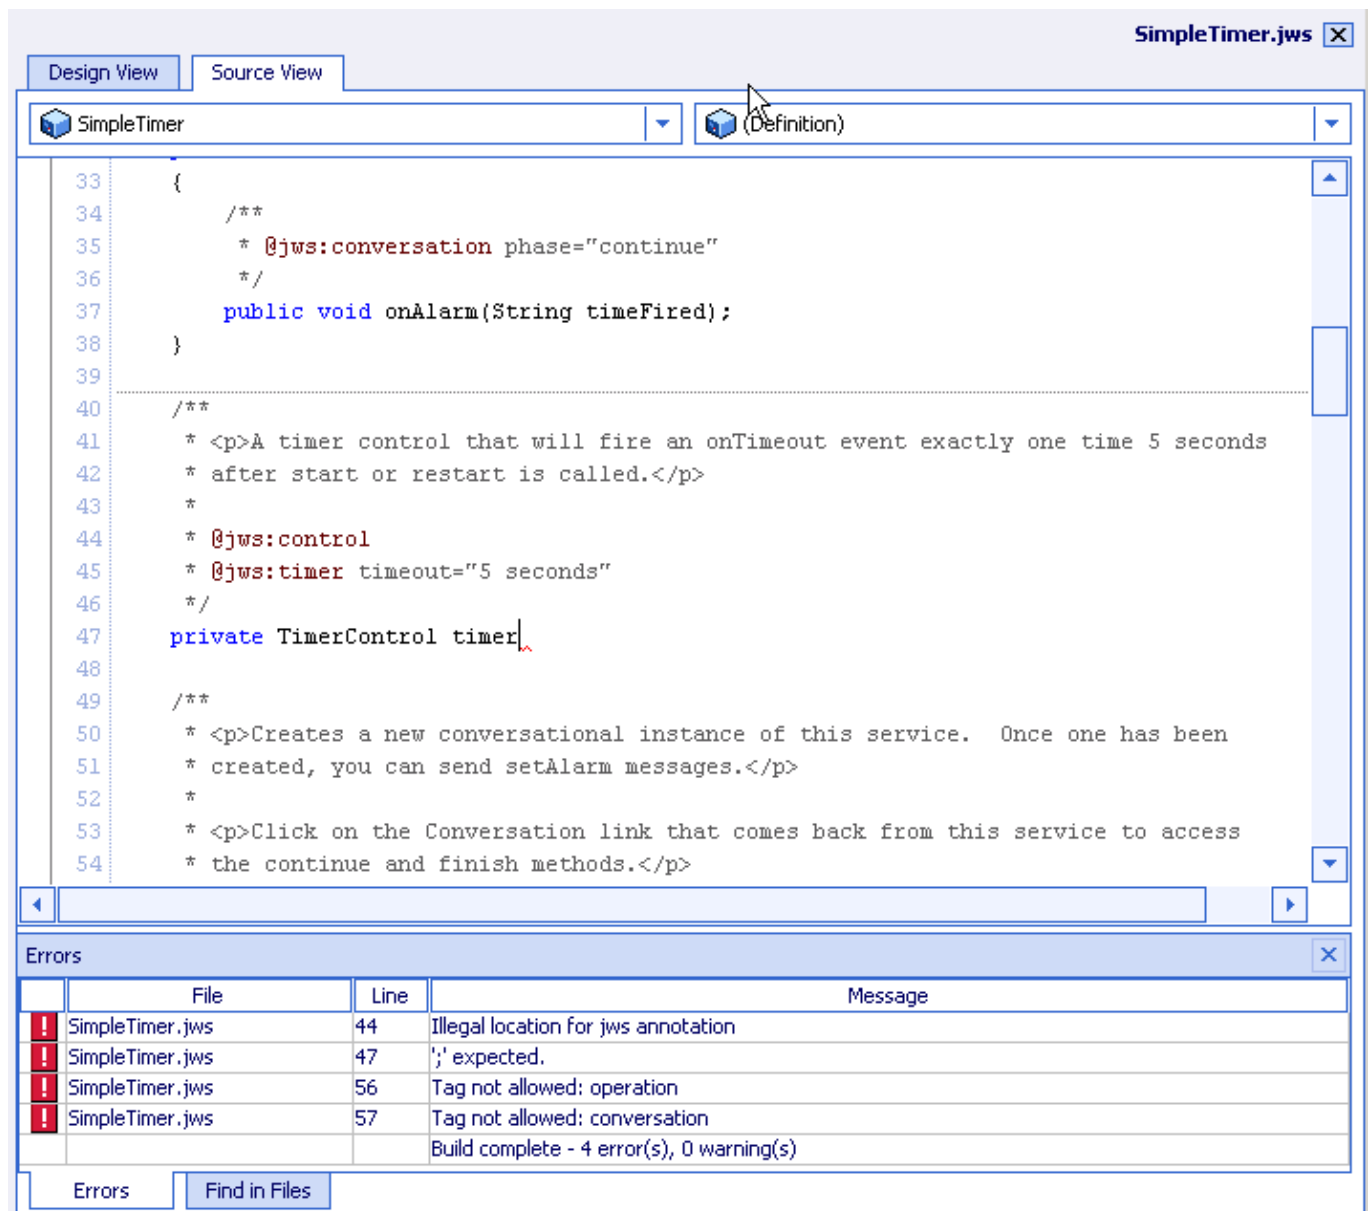 SimpleTimer.jws
Design View
Source View
SimpleTimer
(Definition)
33 {
34 /**
35 * @jws:conversation phase="continue"
36 */
37 public void onAlarm(String timeFired);
38 }
39
40 /**
41 * <p>A timer control that will fire an onTimeout event exactly one time 5 seconds
42 * after start or restart is called.</p>
43 *
44 * @jws:control
45 * @jws:timer timeout="5 seconds"
46 */
47 private TimerControl timer
48
49 /**
50 * <p>Creates a new conversational instance of this service.  Once one has been
51 * created, you can send setAlarm messages.</p>
52 *
53 * <p>Click on the Conversation link that comes back from this service to access
54 * the continue and finish methods.</p>
Errors
File Line Message
! SimpleTimer.jws 44 Illegal location for jws annotation
! SimpleTimer.jws 47 ';' expected.
! SimpleTimer.jws 56 Tag not allowed: operation
! SimpleTimer.jws 57 Tag not allowed: conversation
Build complete - 4 error(s), 0 warning(s)
Errors
Find in Files